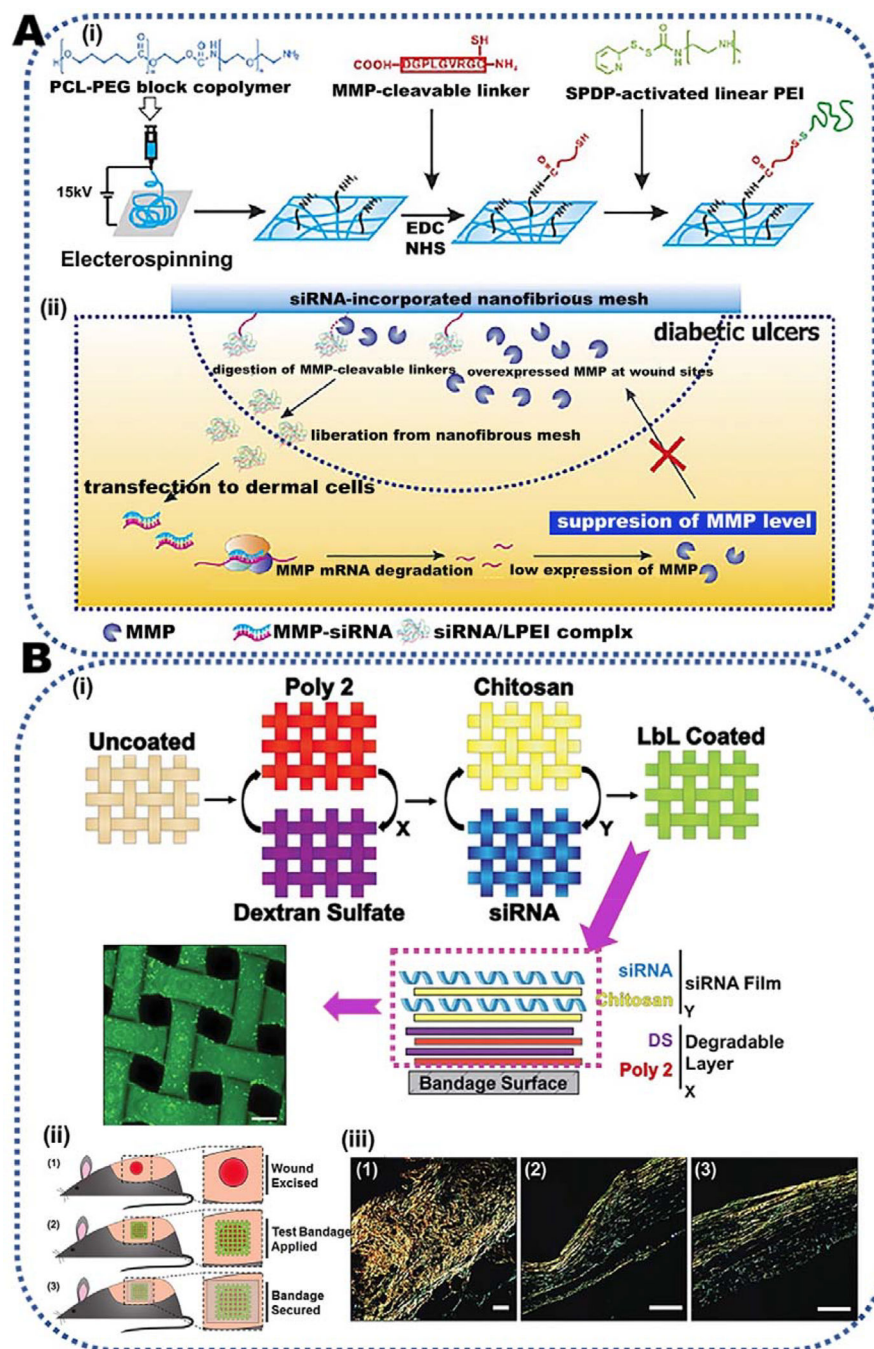 A
(i)
PCL-PEG block copolymer
SH
COOH-DGPLGVRGC-NH₂
MMP-cleavable linker
SPDP-activated linear PEI
15kV
Electerospinning
EDC
NHS
(ii)
siRNA-incorporated nanofibrious mesh
diabetic ulcers
digestion of MMP-cleavable linkers
overexpressed MMP at wound sites
liberation from nanofibrous mesh
transfection to dermal cells
suppresion of MMP level
MMP mRNA degradation
low expression of MMP
MMP
MMP-siRNA
siRNA/LPEI complx
B
(i)
Uncoated
Poly 2
Chitosan
LbL Coated
X
Y
Dextran Sulfate
siRNA
siRNA
Chitosan
siRNA Film
Y
DS
Poly 2
Degradable
Layer
X
Bandage Surface
(ii)
(1)
Wound
Excised
(2)
Test Bandage
Applied
(3)
Bandage
Secured
(iii)
(1)
(2)
(3)